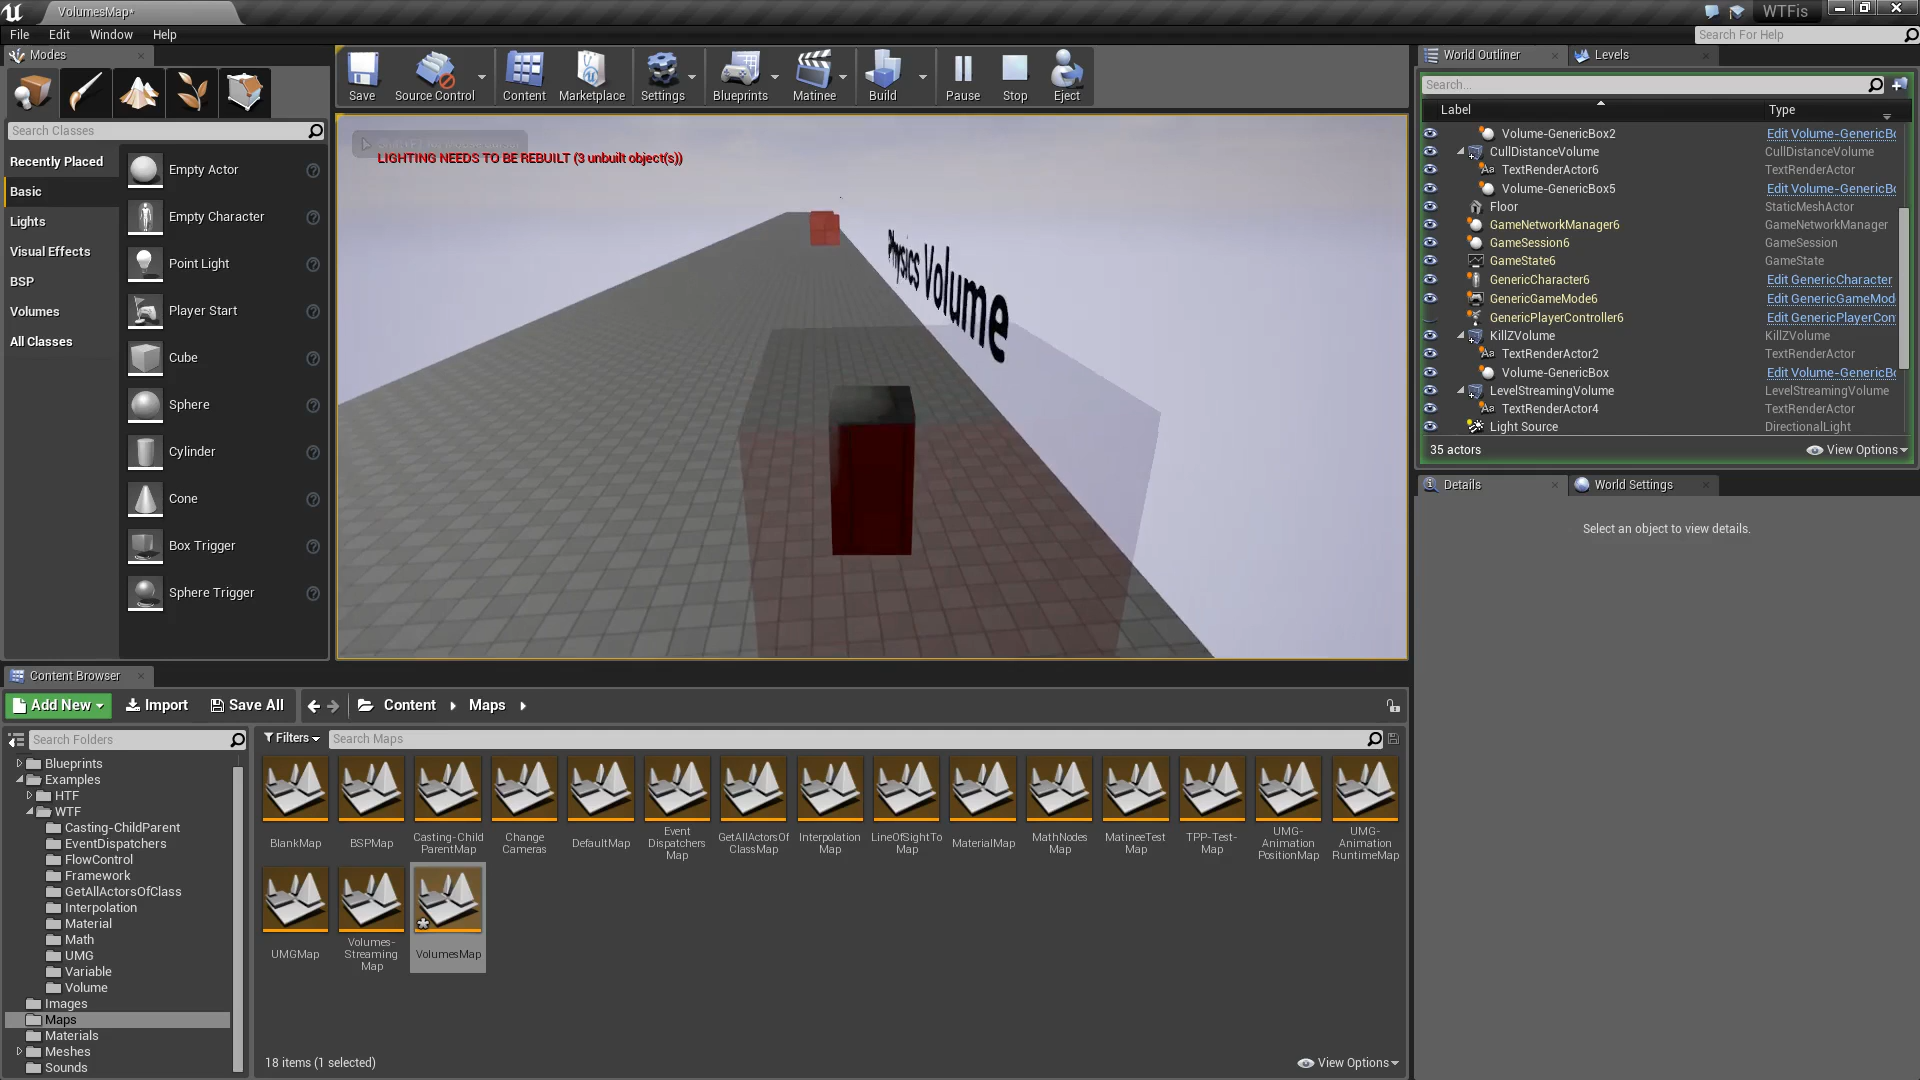 VolumesMap*
WTFis
File Edit Window Help
Search For Help
Modes
Save
Source Control
Content
Marketplace
Settings
Blueprints
Matinee
Build
Pause
Stop
Eject
World Outliner
Levels
Search Classes
Recently Placed
Basic
Lights
Visual Effects
BSP
Volumes
All Classes
Empty Actor
Empty Character
Point Light
Player Start
Cube
Sphere
Cylinder
Cone
Box Trigger
Sphere Trigger
LIGHTING NEEDS TO BE REBUILT (3 unbuilt object(s))
Physics Volume
Search...
Label Type
Volume-GenericBox2 Edit Volume-GenericBo
CullDistanceVolume CullDistanceVolume
TextRenderActor6 TextRenderActor
Volume-GenericBox5 Edit Volume-GenericBo
Floor StaticMeshActor
GameNetworkManager6 GameNetworkManager
GameSession6 GameSession
GameState6 GameState
GenericCharacter6 Edit GenericCharacter
GenericGameMode6 Edit GenericGameMod
GenericPlayerController6 Edit GenericPlayerCon
KillZVolume KillZVolume
TextRenderActor2 TextRenderActor
Volume-GenericBox Edit Volume-GenericBo
LevelStreamingVolume LevelStreamingVolume
TextRenderActor4 TextRenderActor
Light Source DirectionalLight
35 actors View Options
Details
World Settings
Select an object to view details.
Content Browser
Add New Import Save All Content Maps
Search Folders
Filters Search Maps
Blueprints
Examples
HTF
WTF
Casting-ChildParent
EventDispatchers
FlowControl
Framework
GetAllActorsOfClass
Interpolation
Material
Math
UMG
Variable
Volume
Images
Maps
Materials
Meshes
Sounds
BlankMap
BSPMap
Casting-Child
ParentMap
Change
Cameras
DefaultMap
Event
Dispatchers
Map
GetAllActorsOf
ClassMap
Interpolation
Map
LineOfSightTo
Map
MaterialMap
MathNodes
Map
MatineeTest
Map
TPP-Test-
Map
UMG-
Animation
PositionMap
UMG-
Animation
RuntimeMap
UMGMap
Volumes-
Streaming
Map
VolumesMap
18 items (1 selected) View Options